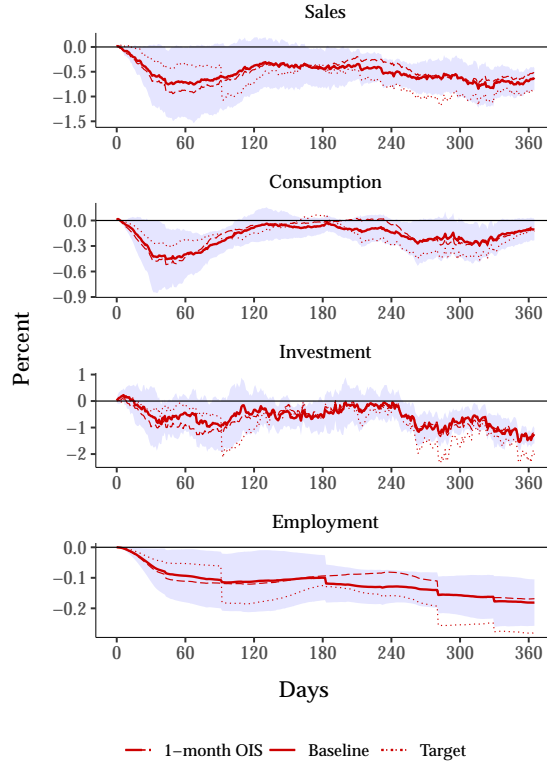 Sales
0.0
−0.5
−1.0
−1.5
0 60 120 180 240 300 360
Consumption
0.0
−0.3
−0.6
−0.9
0 60 120 180 240 300 360
Percent
Investment
1
0
−1
−2
0 60 120 180 240 300 360
Employment
0.0
−0.1
−0.2
0 60 120 180 240 300 360
Days
1−month OIS Baseline Target